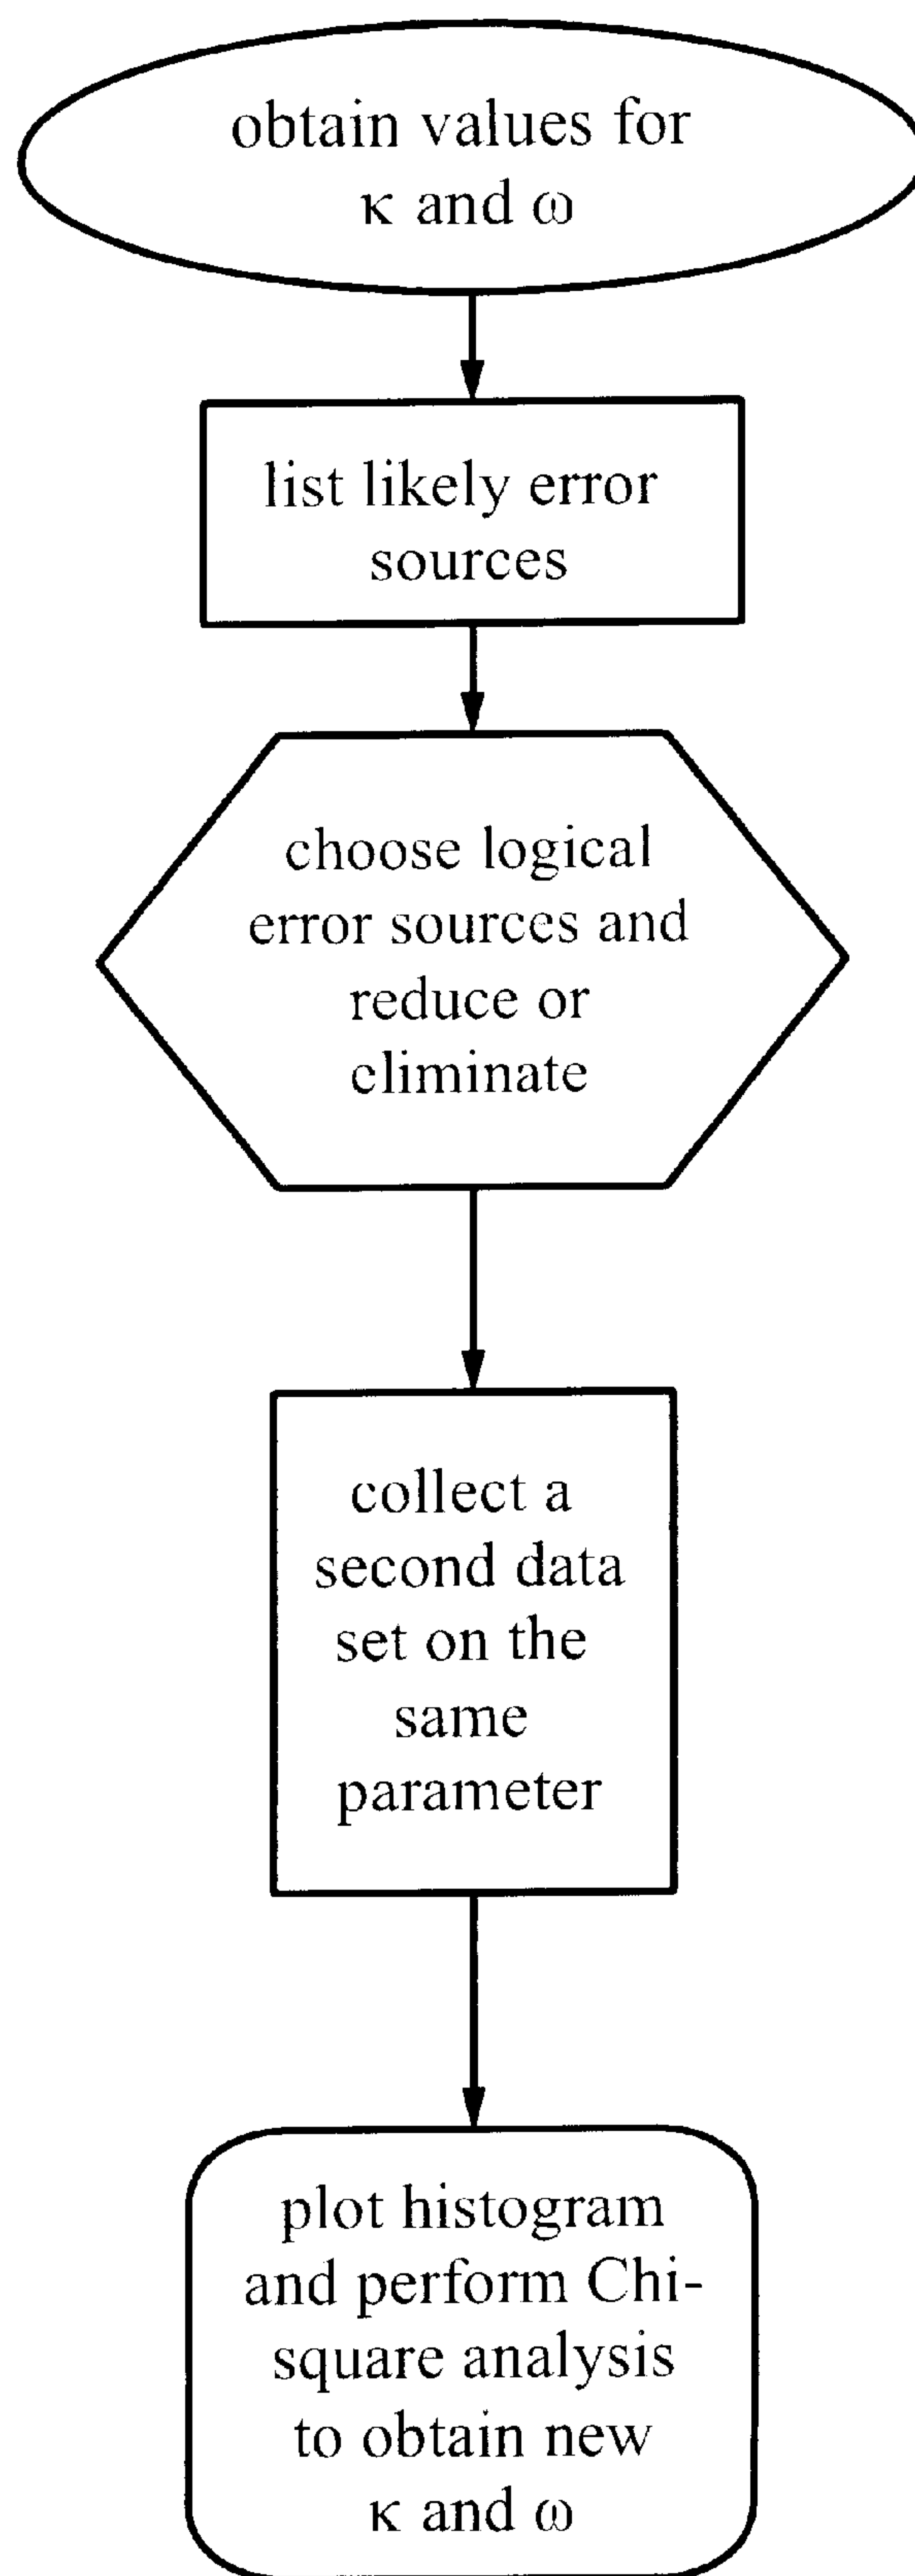 obtain values for
κ and ω
list likely error
sources
choose logical
error sources and
reduce or
eliminate
collect a
second data
set on the
same
parameter
plot histogram
and perform Chi-
square analysis
to obtain new
κ and ω